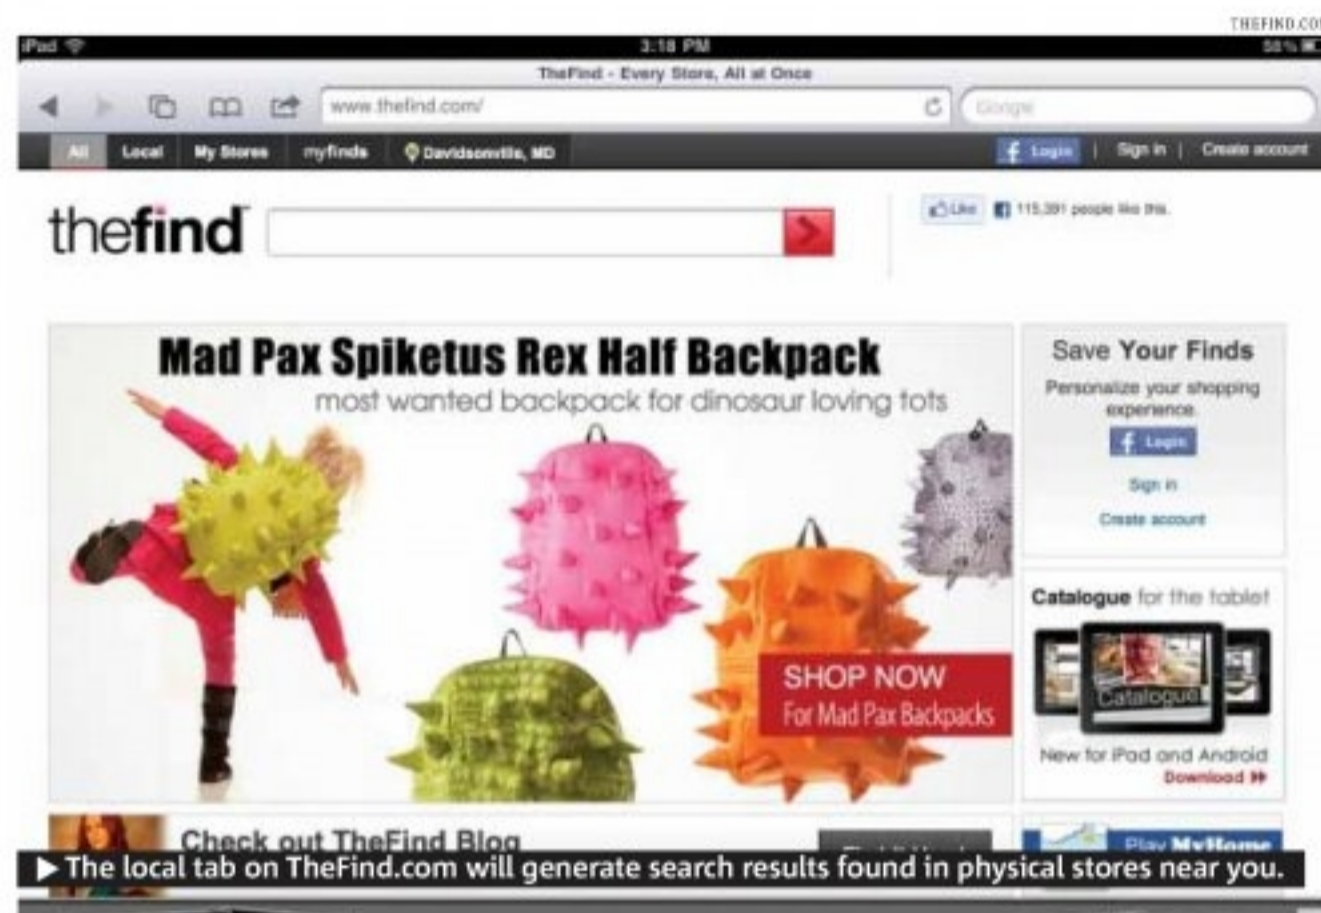 THEFIND.CO
iPad 3:18 PM 58%
TheFind - Every Store, All at Once
www.thefind.com/ Google
All Local My Stores myfinds Davidsonville, MD f Login | Sign in | Create account
thefind™
Like 115,391 people like this.
Mad Pax Spiketus Rex Half Backpack
most wanted backpack for dinosaur loving tots
SHOP NOW
For Mad Pax Backpacks
Save Your Finds
Personalize your shopping
experience.
f Login
Sign in
Create account
Catalogue for the tablet
Catalogue
New for iPad and Android
Download
Check out TheFind Blog
Play MyHome
The local tab on TheFind.com will generate search results found in physical stores near you.